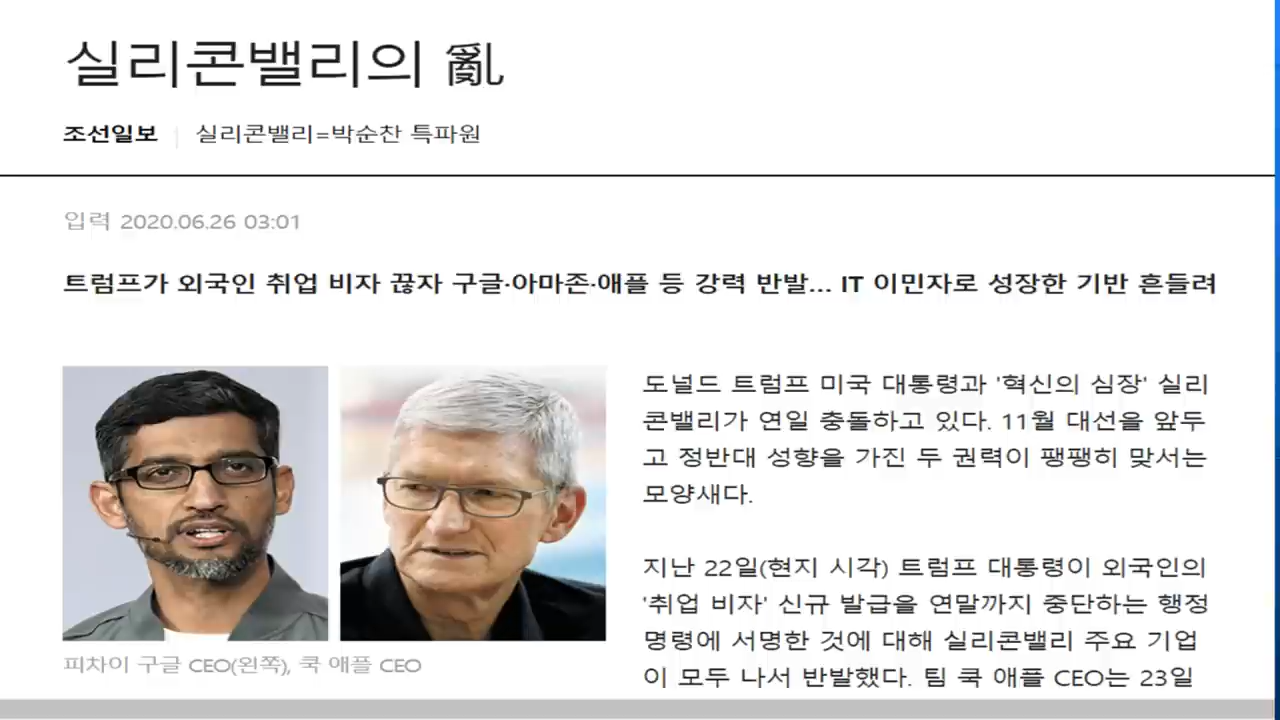 실리콘밸리의 亂
조선일보 | 실리콘밸리=박순찬 특파원
입력 2020.06.26 03:01
트럼프가 외국인 취업 비자 끊자 구글·아마존·애플 등 강력 반발... IT 이민자로 성장한 기반 흔들려
도널드 트럼프 미국 대통령과 '혁신의 심장' 실리
콘밸리가 연일 충돌하고 있다. 11월 대선을 앞두
고 정반대 성향을 가진 두 권력이 팽팽히 맞서는
모양새다.
지난 22일(현지 시각) 트럼프 대통령이 외국인의
'취업 비자' 신규 발급을 연말까지 중단하는 행정
명령에 서명한 것에 대해 실리콘밸리 주요 기업
이 모두 나서 반발했다. 팀 쿡 애플 CEO는 23일
피차이 구글 CEO(왼쪽), 쿡 애플 CEO